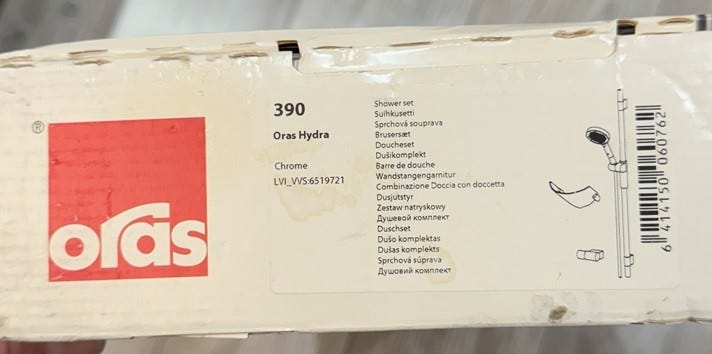 ®
oras
390
Oras Hydra
Chrome
LVI_VVS:6519721
Shower set
Suihkusetti
Sprchová souprava
Brusersæt
Doucheset
Dušikomplekt
Barre de douche
Wandstangengarnitur
Combinazione Doccia con doccetta
Dusjutstyr
Zestaw natryskowy
Душевой комплект
Duschset
Dušo komplektas
Dušas komplekts
Sprchová súprava
Душовий комплект
6 414150 060762